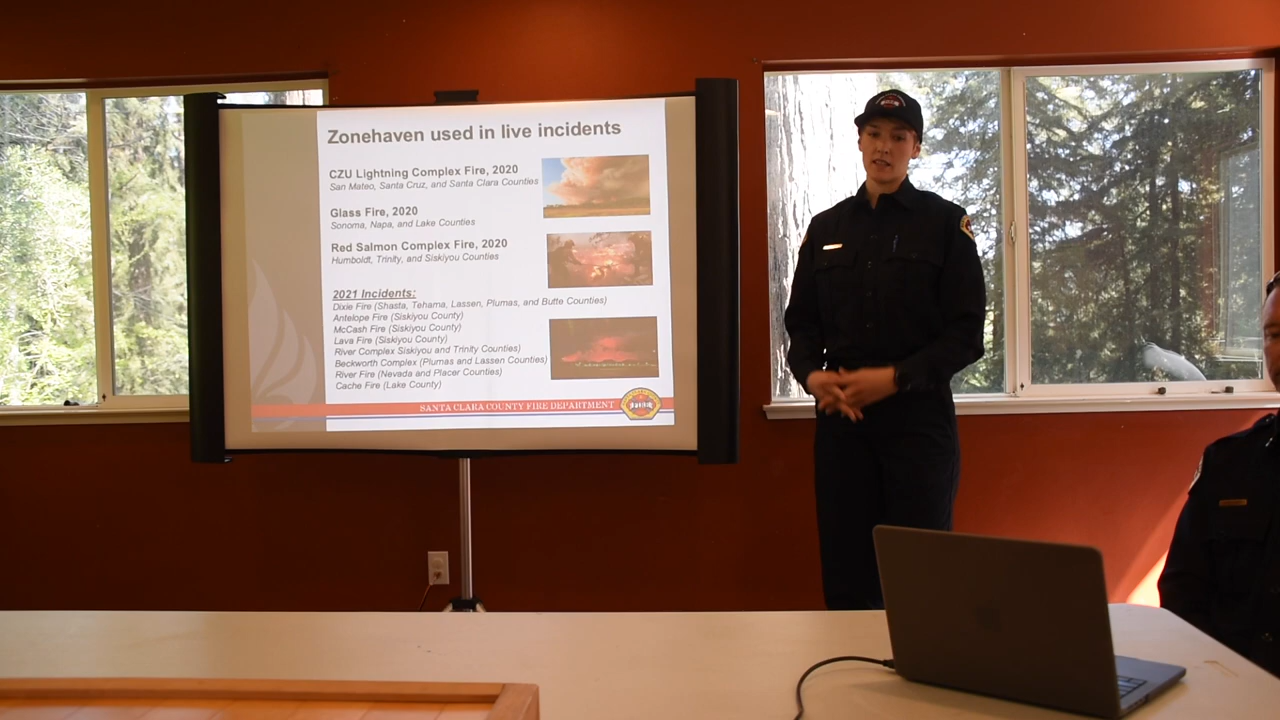 Zonehaven used in live incidents
CZU Lightning Complex Fire, 2020
San Mateo, Santa Cruz, and Santa Clara Counties
Glass Fire, 2020
Sonoma, Napa, and Lake Counties
Red Salmon Complex Fire, 2020
Humboldt, Trinity, and Siskiyou Counties
2021 Incidents:
Dixie Fire (Shasta, Tehama, Lassen, Plumas, and Butte Counties)
Antelope Fire (Siskiyou County)
McCash Fire (Siskiyou County)
Lava Fire (Siskiyou County)
River Complex Siskiyou and Trinity Counties)
Beckworth Complex (Plumas and Lassen Counties)
River Fire (Nevada and Placer Counties)
Cache Fire (Lake County)
SANTA CLARA COUNTY FIRE DEPARTMENT
FIRE